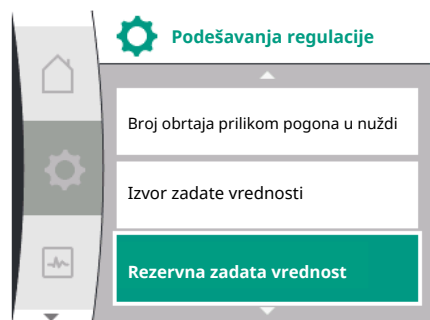 Podešavanja regulacije
Broj obrtaja prilikom pogona u nuždi
Izvor zadate vrednosti
Rezervna zadata vrednost